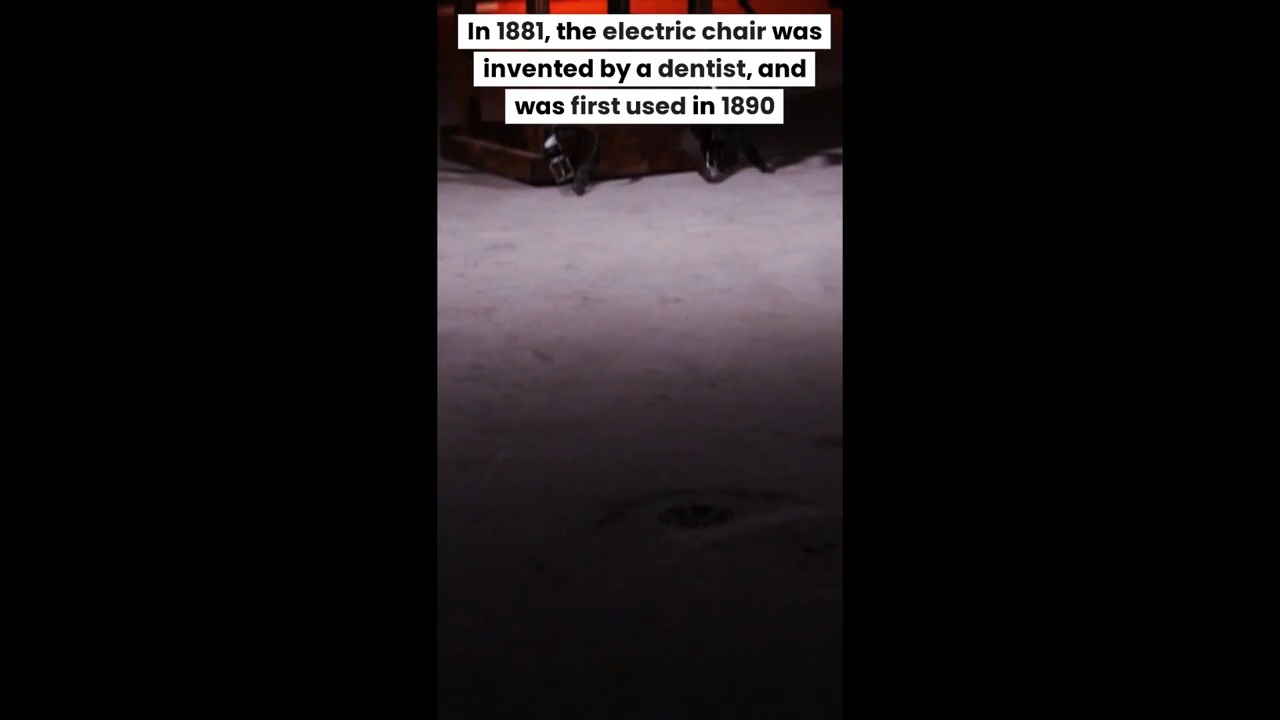 In 1881, the electric chair was
invented by a dentist, and
was first used in 1890